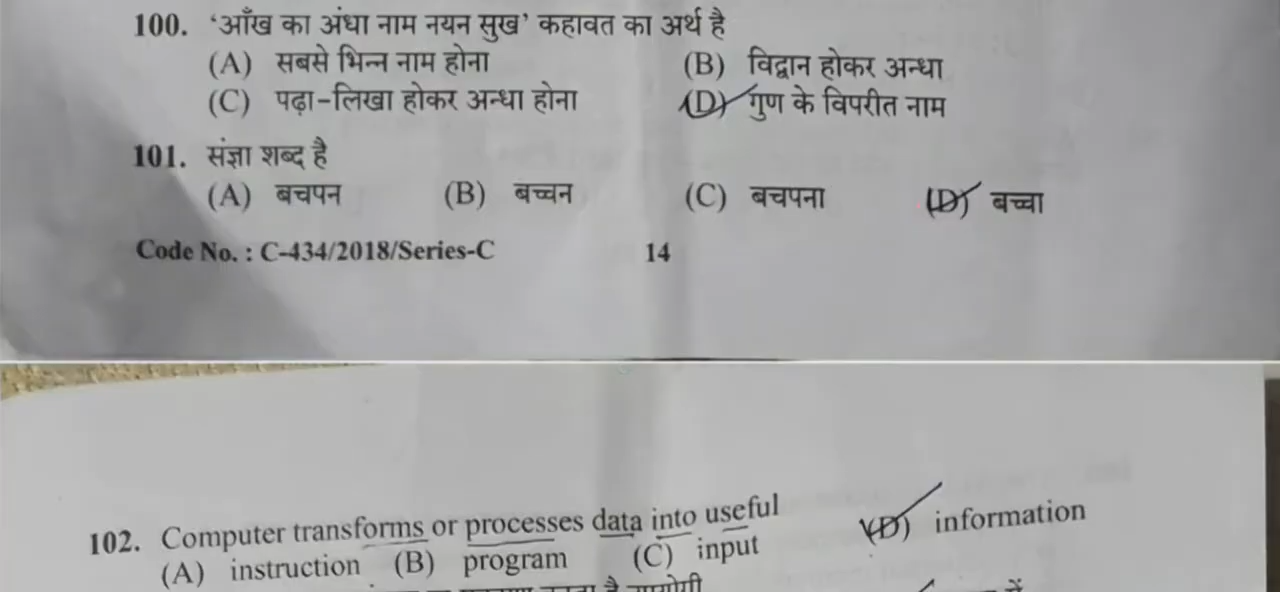 100. ‘आँख का अंधा नाम नयन सुख’ कहावत का अर्थ है
(A) सबसे भिन्न नाम होना (B) विद्वान होकर अन्धा
(C) पढ़ा-लिखा होकर अन्धा होना (D) गुण के विपरीत नाम
101. संज्ञा शब्द है
(A) बचपन (B) बच्चन (C) बचपना (D) बच्चा
Code No. : C-434/2018/Series-C 14
102. Computer transforms or processes data into useful
(A) instruction (B) program (C) input (D) information